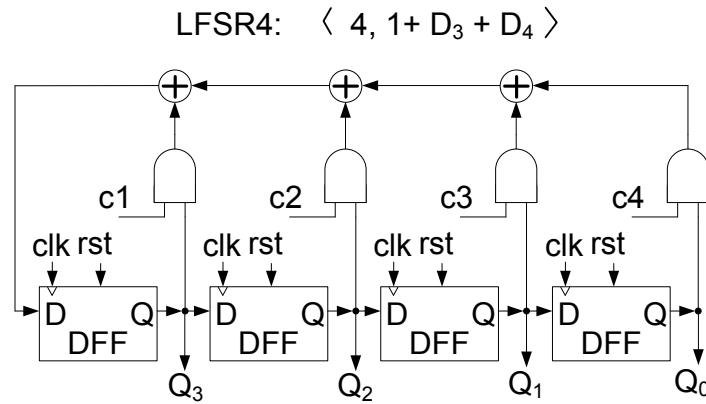 LFSR4: 〈 4, 1+ D₃ + D₄ 〉
c1 c2 c3 c4
clk rst clk rst clk rst clk rst
D Q D Q D Q D Q
DFF DFF DFF DFF
Q₃ Q₂ Q₁ Q₀